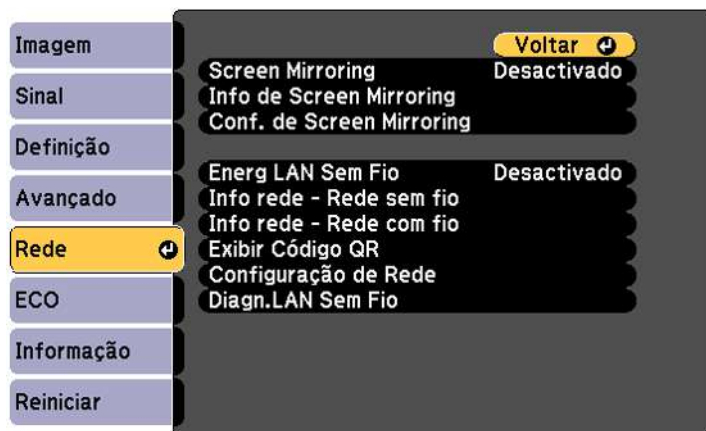 Imagem
Sinal
Definição
Avançado
Rede
ECO
Informação
Reiniciar
Voltar
Screen Mirroring Desactivado
Info de Screen Mirroring
Conf. de Screen Mirroring
Energ LAN Sem Fio Desactivado
Info rede - Rede sem fio
Info rede - Rede com fio
Exibir Código QR
Configuração de Rede
Diagn.LAN Sem Fio